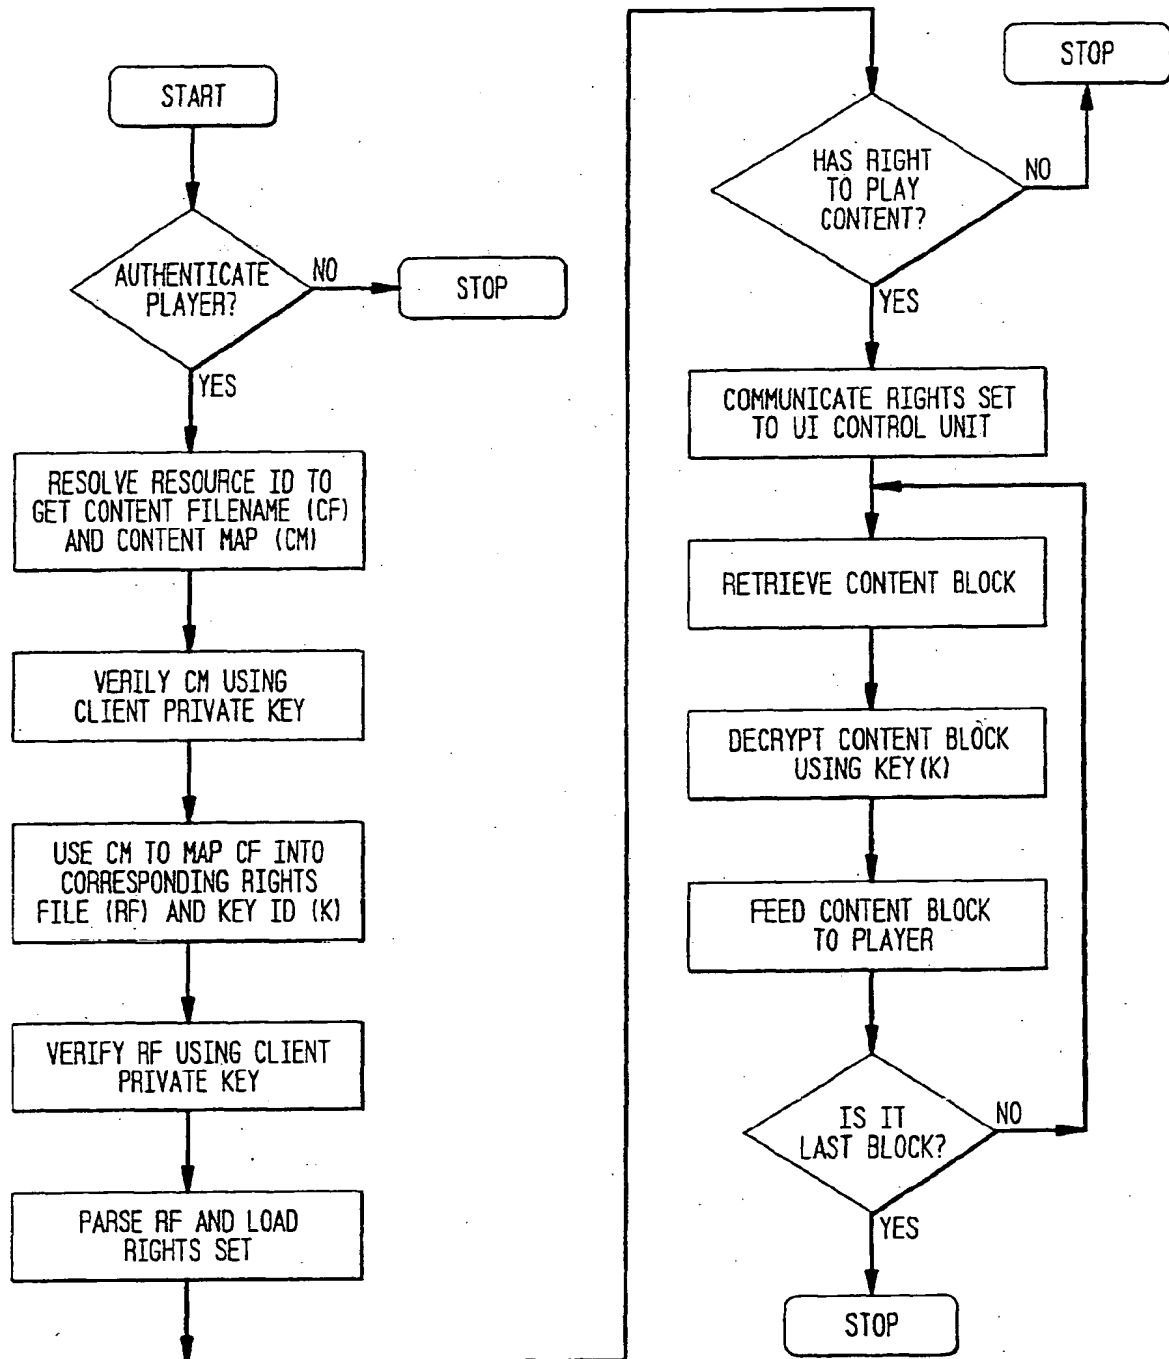 START
AUTHENTICATE
PLAYER?
NO
STOP
YES
RESOLVE RESOURCE ID TO
GET CONTENT FILENAME (CF)
AND CONTENT MAP (CM)
VERILY CM USING
CLIENT PRIVATE KEY
USE CM TO MAP CF INTO
CORRESPONDING RIGHTS
FILE (RF) AND KEY ID (K)
VERIFY RF USING CLIENT
PRIVATE KEY
PARSE RF AND LOAD
RIGHTS SET
HAS RIGHT
TO PLAY
CONTENT?
NO
STOP
YES
COMMUNICATE RIGHTS SET
TO UI CONTROL UNIT
RETRIEVE CONTENT BLOCK
DECRYPT CONTENT BLOCK
USING KEY(K)
FEED CONTENT BLOCK
TO PLAYER
IS IT
LAST BLOCK?
NO
YES
STOP